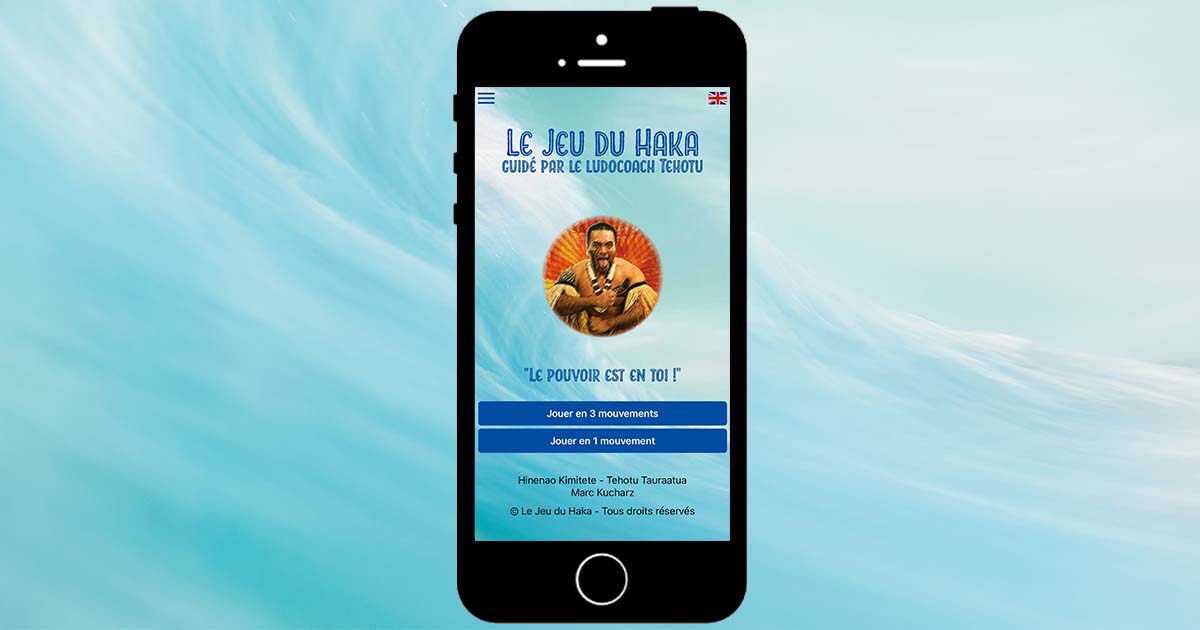 Le Jeu du Haka
guidé par le ludocoach Tehotu
"Le pouvoir est en toi !"
Jouer en 3 mouvements
Jouer en 1 mouvement
Hinenao Kimitete - Tehotu Tauraatua
Marc Kucharz
© Le Jeu du Haka - Tous droits réservés